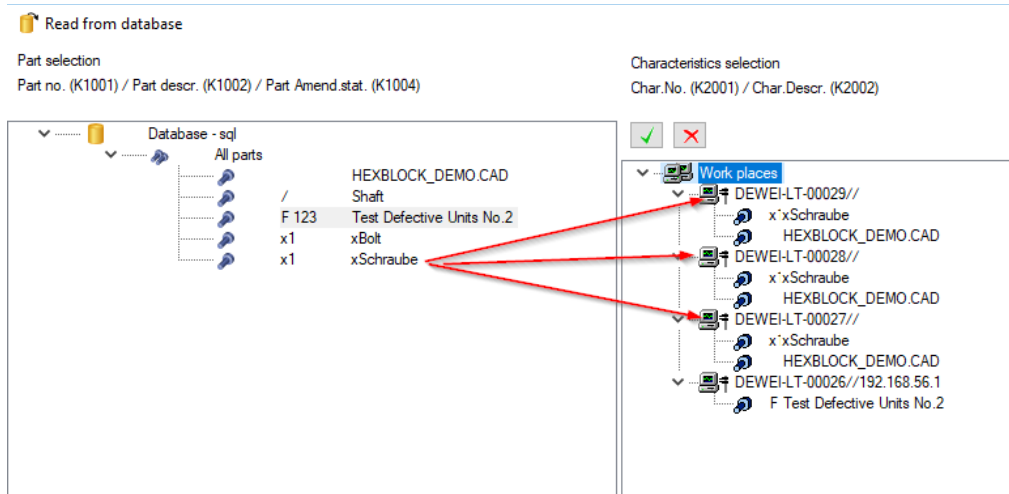 Read from database
Part selection
Part no. (K1001) / Part descr. (K1002) / Part Amend.stat. (K1004)
Database - sql
All parts
HEXBLOCK_DEMO.CAD
/ Shaft
F 123 Test Defective Units No.2
x1 xBolt
x1 xSchraube
Characteristics selection
Char.No. (K2001) / Char.Descr. (K2002)
Work places
DEWEI-LT-00029//
x xSchraube
HEXBLOCK_DEMO.CAD
DEWEI-LT-00028//
x xSchraube
HEXBLOCK_DEMO.CAD
DEWEI-LT-00027//
x xSchraube
HEXBLOCK_DEMO.CAD
DEWEI-LT-00026//192.168.56.1
F Test Defective Units No.2